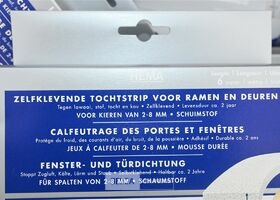 HEMA
6
ZELFKLEVENDE TOCHTSTRIP VOOR RAMEN EN DEUREN
Tegen lawaai, stof, tocht en kou • Zelfklevend • Levensduur ca. 2 jaar
VOOR KIEREN VAN 2-8 MM • SCHUIMSTOF
CALFEUTRAGE DES PORTES ET FENÊTRES
Protège du froid, des courants d'air, du bruit, de la poussière • Adhésif • Durable ca. 2 ans
JEUX À CALFEUTER DE 2-8 MM • MOUSSE DURÉE
FENSTER- UND TÜRDICHTUNG
Stoppt Zugluft, Kälte, Lärm und Staub • Selbstklebend • Haltbar ca. 2 Jahre
FÜR SPALTEN VON 2-8 MM • SCHAUMSTOFF